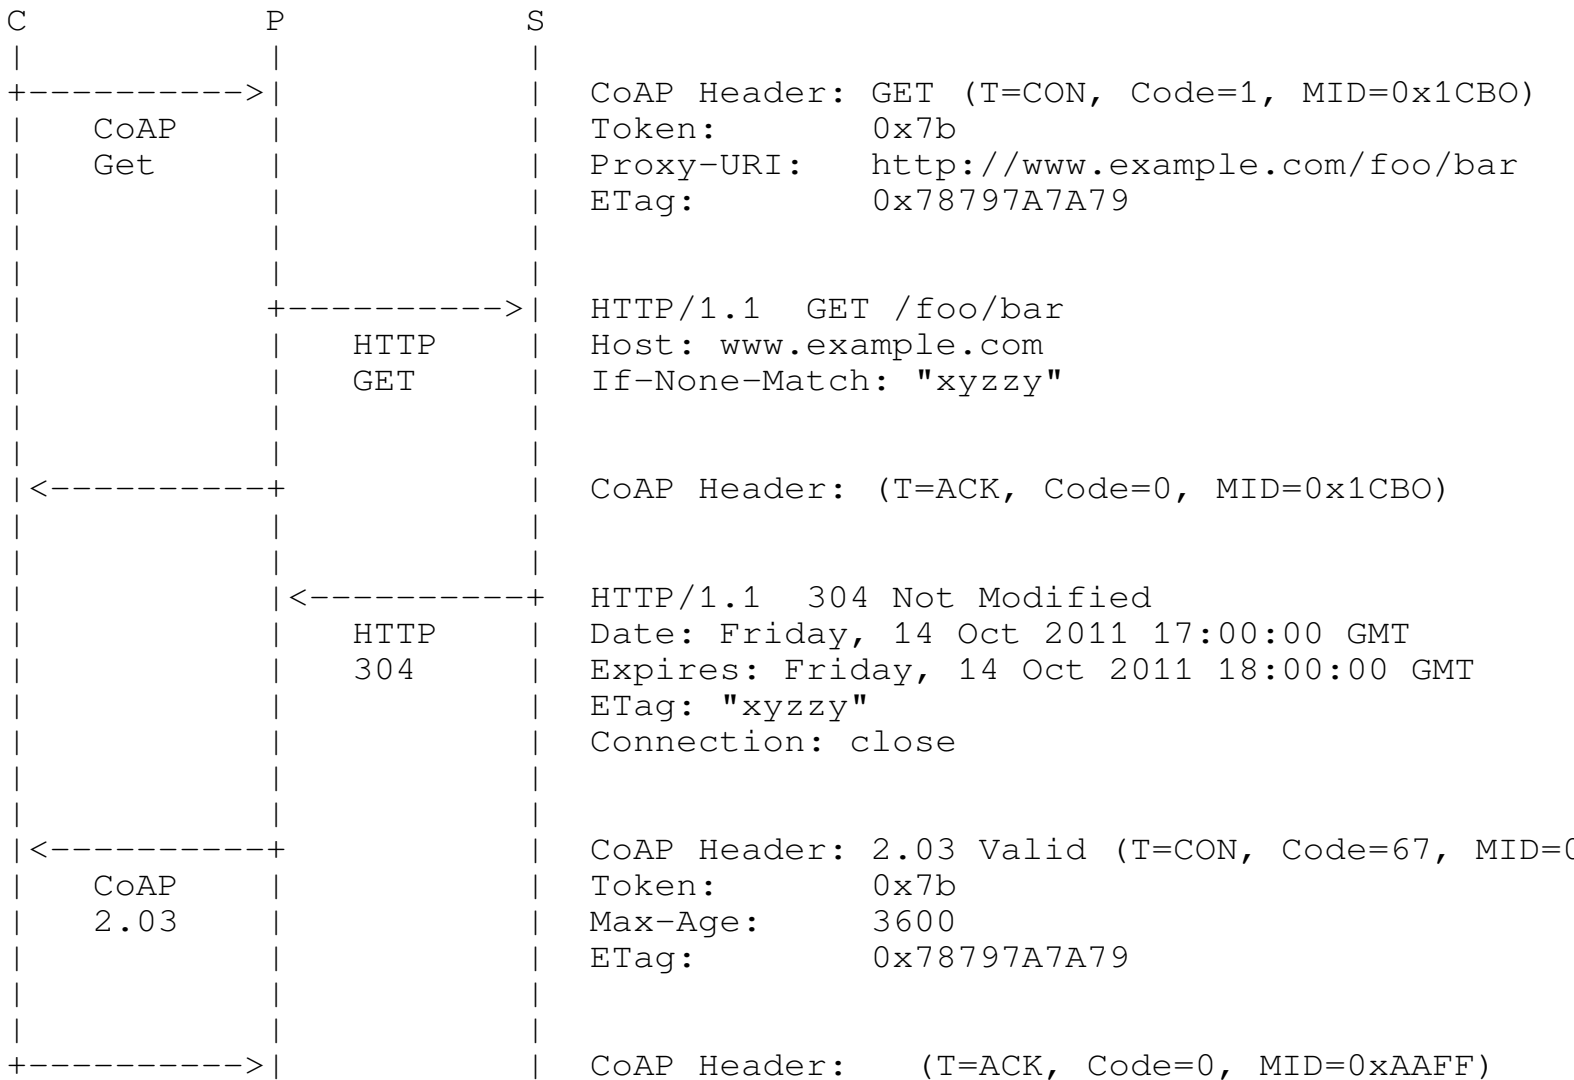 C P S
+---------->| | CoAP Header: GET (T=CON, Code=1, MID=0x1CBO)
| CoAP | | Token: 0x7b
| Get | | Proxy-URI: http://www.example.com/foo/bar
| | | ETag: 0x78797A7A79
| +---------->| HTTP/1.1 GET /foo/bar
| | HTTP | Host: www.example.com
| | GET | If-None-Match: "xyzzy"
|<----------+ | CoAP Header: (T=ACK, Code=0, MID=0x1CBO)
| |<----------+ HTTP/1.1 304 Not Modified
| | HTTP | Date: Friday, 14 Oct 2011 17:00:00 GMT
| | 304 | Expires: Friday, 14 Oct 2011 18:00:00 GMT
| | | ETag: "xyzzy"
| | | Connection: close
|<----------+ | CoAP Header: 2.03 Valid (T=CON, Code=67, MID=
| CoAP | | Token: 0x7b
| 2.03 | | Max-Age: 3600
| | | ETag: 0x78797A7A79
+---------->| | CoAP Header: (T=ACK, Code=0, MID=0xAAFF)